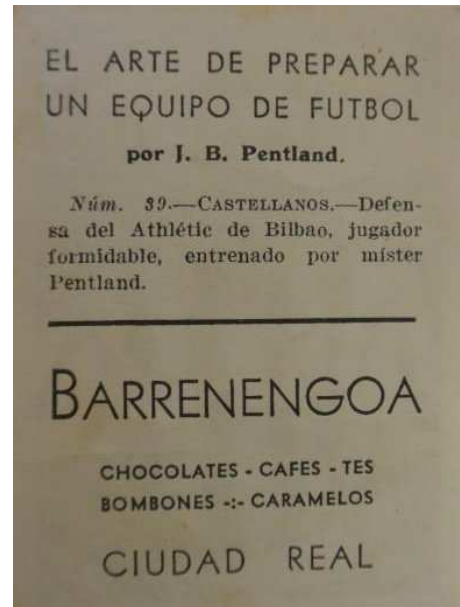 EL ARTE DE PREPARAR
UN EQUIPO DE FUTBOL
por J. B. Pentland.
Núm. 39.—CASTELLANOS.—Defen-
sa del Athlétic de Bilbao, jugador
formidable, entrenado por míster
Pentland.
BARRENENGOA
CHOCOLATES - CAFES - TES
BOMBONES -:- CARAMELOS
CIUDAD REAL